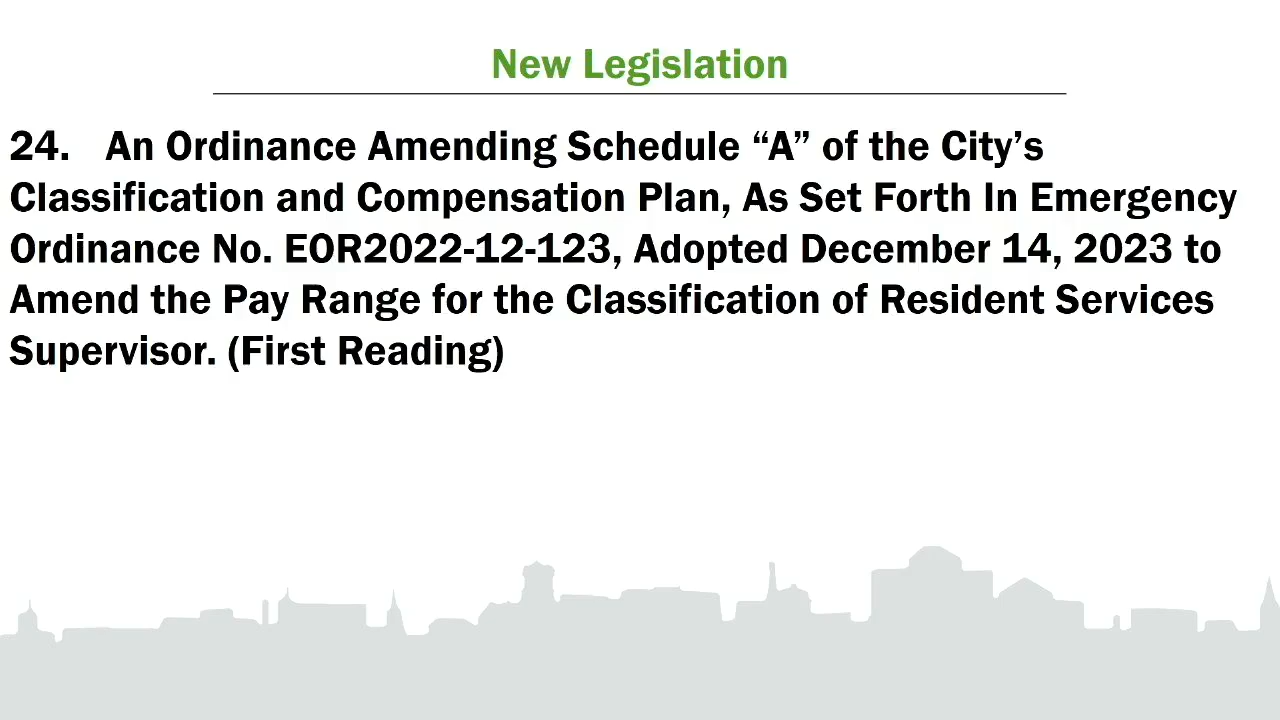 New Legislation
24. An Ordinance Amending Schedule “A” of the City’s
Classification and Compensation Plan, As Set Forth In Emergency
Ordinance No. EOR2022-12-123, Adopted December 14, 2023 to
Amend the Pay Range for the Classification of Resident Services
Supervisor. (First Reading)